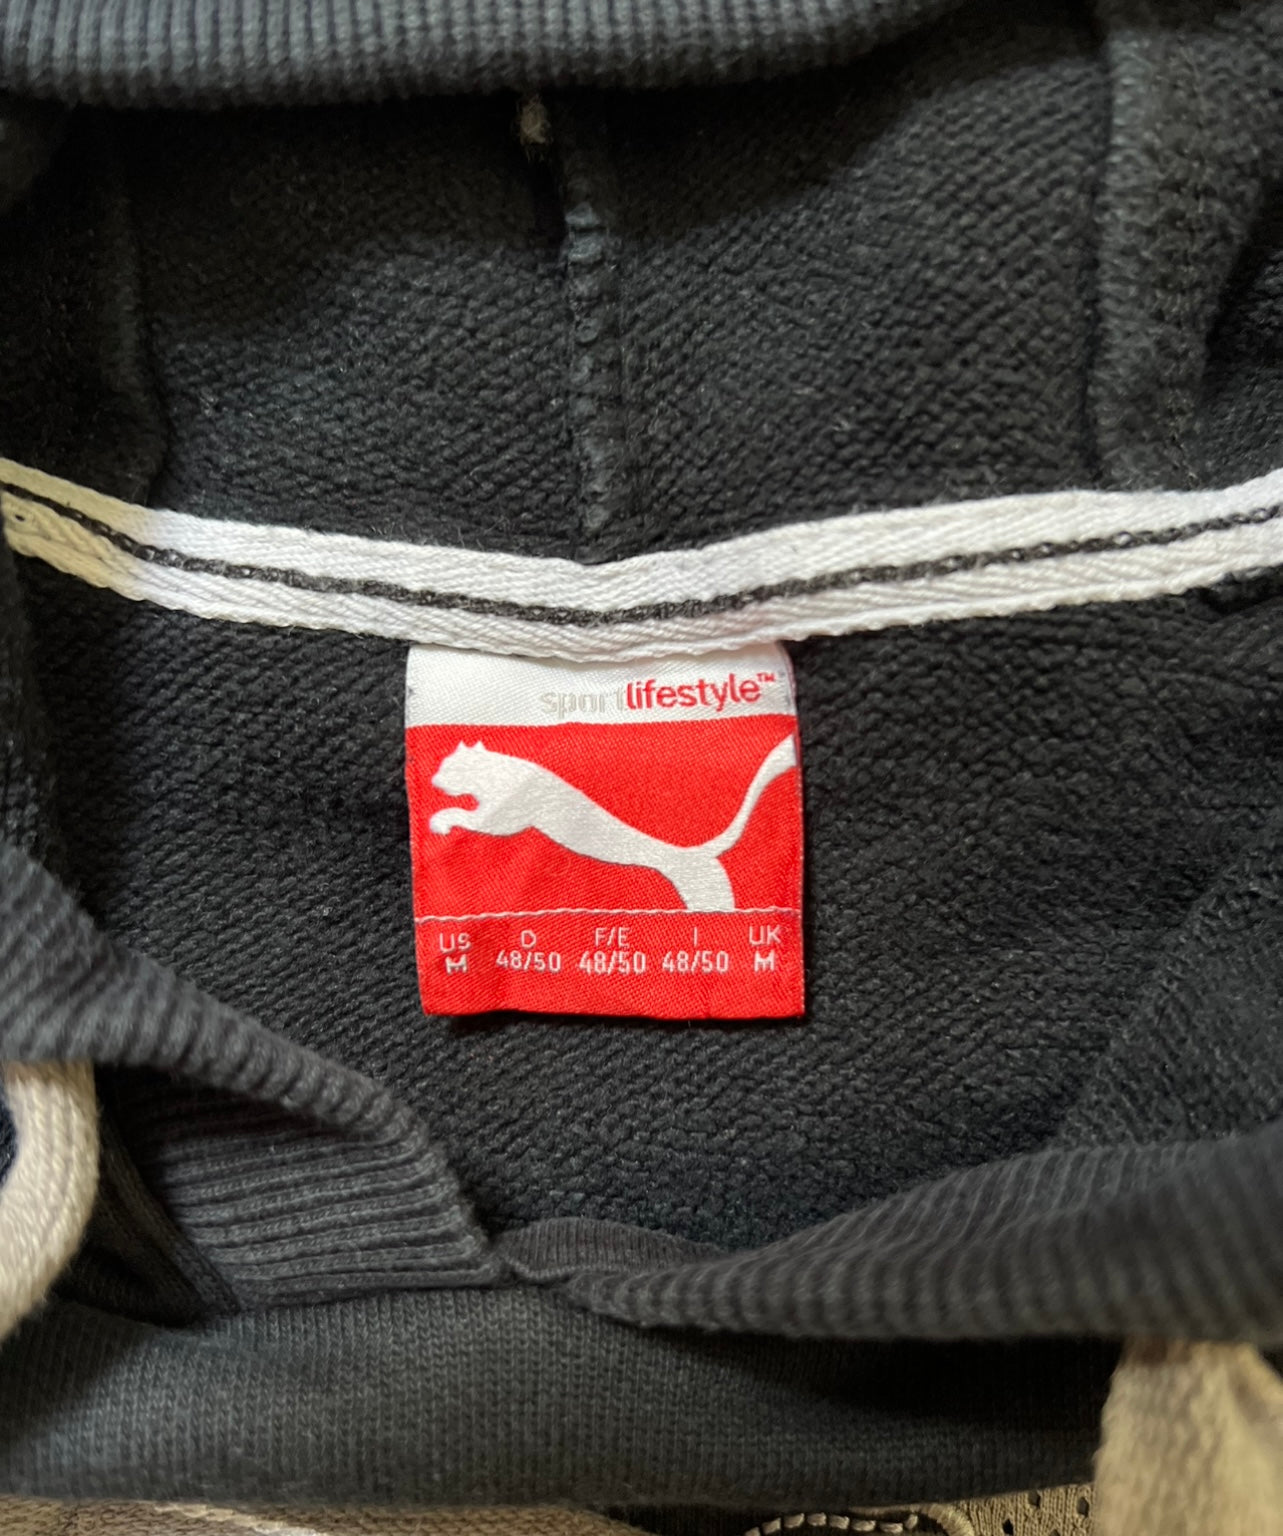 sportlifestyle™
US D F/E I UK
M 48/50 48/50 48/50 M